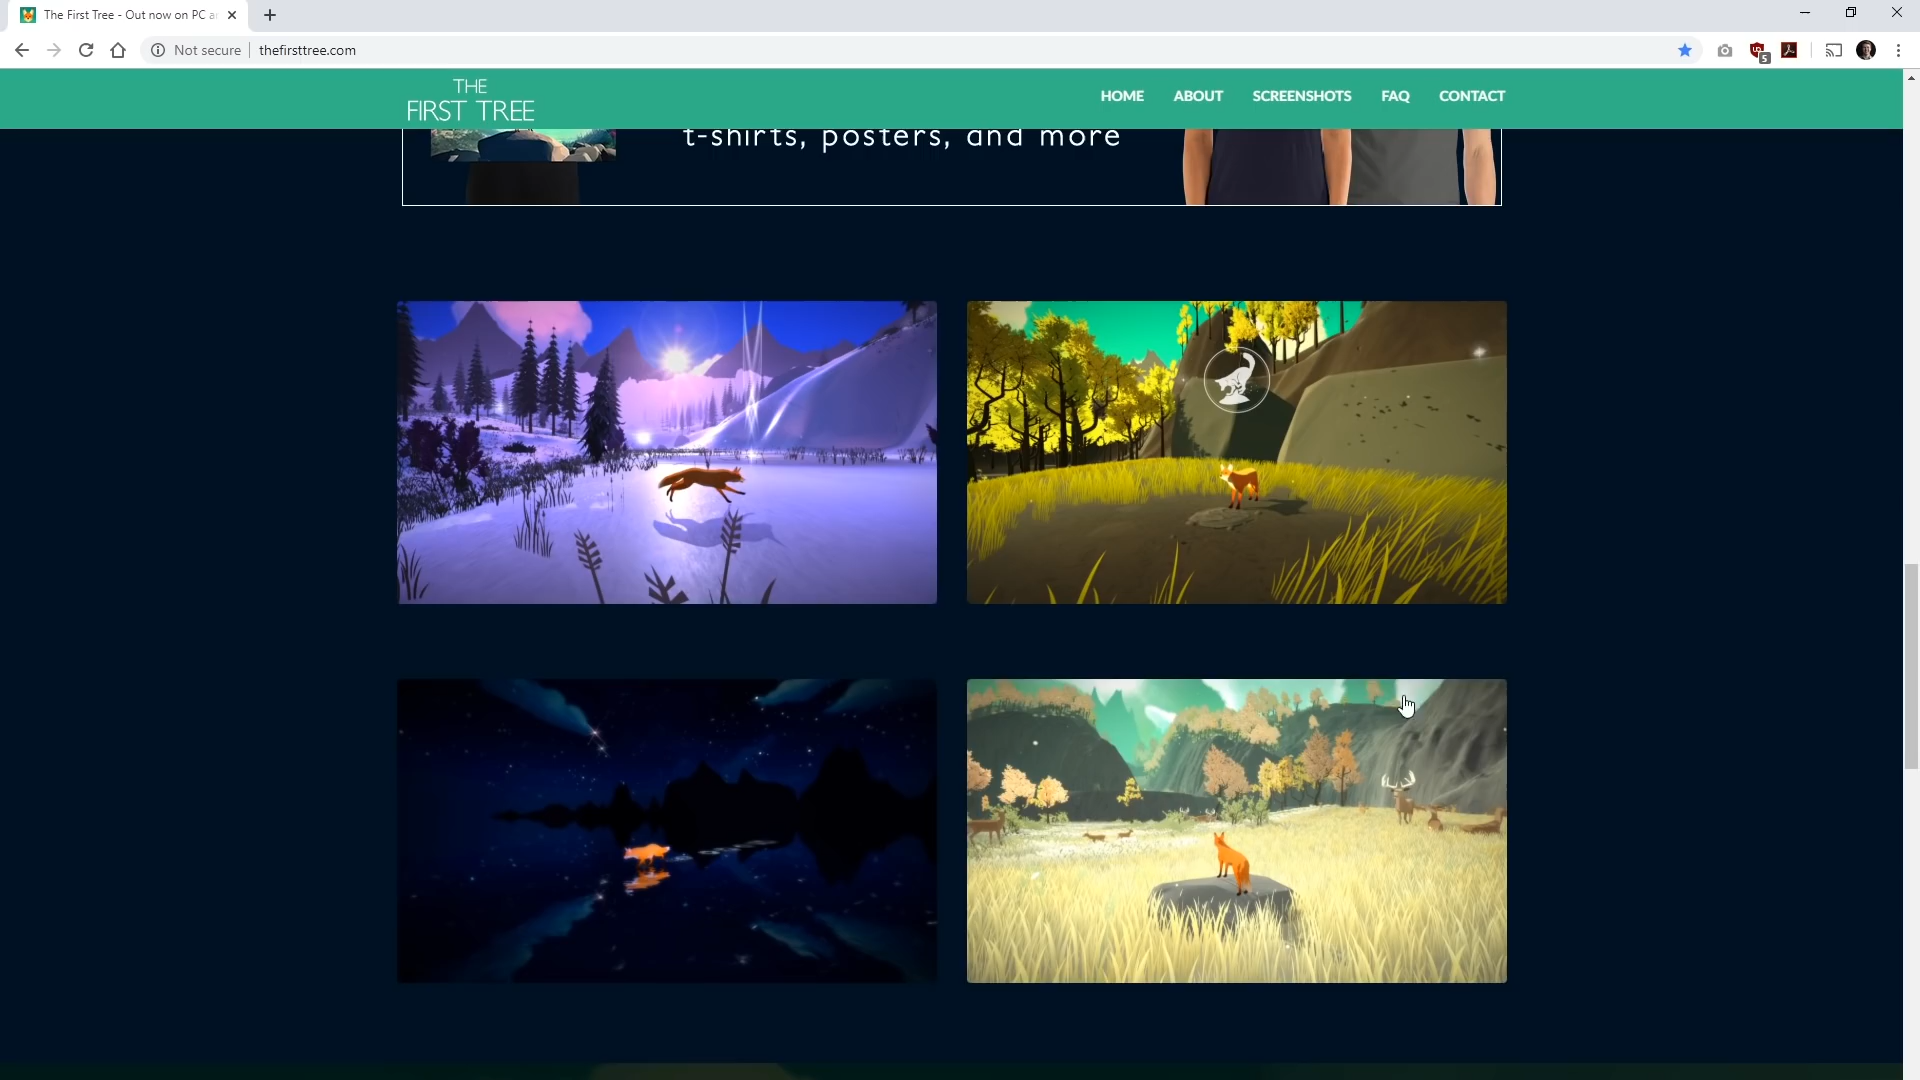 The First Tree - Out now on PC a
Not secure
thefirsttree.com
5
THE
FIRST TREE
HOME
ABOUT
SCREENSHOTS
FAQ
CONTACT
t-shirts, posters, and more